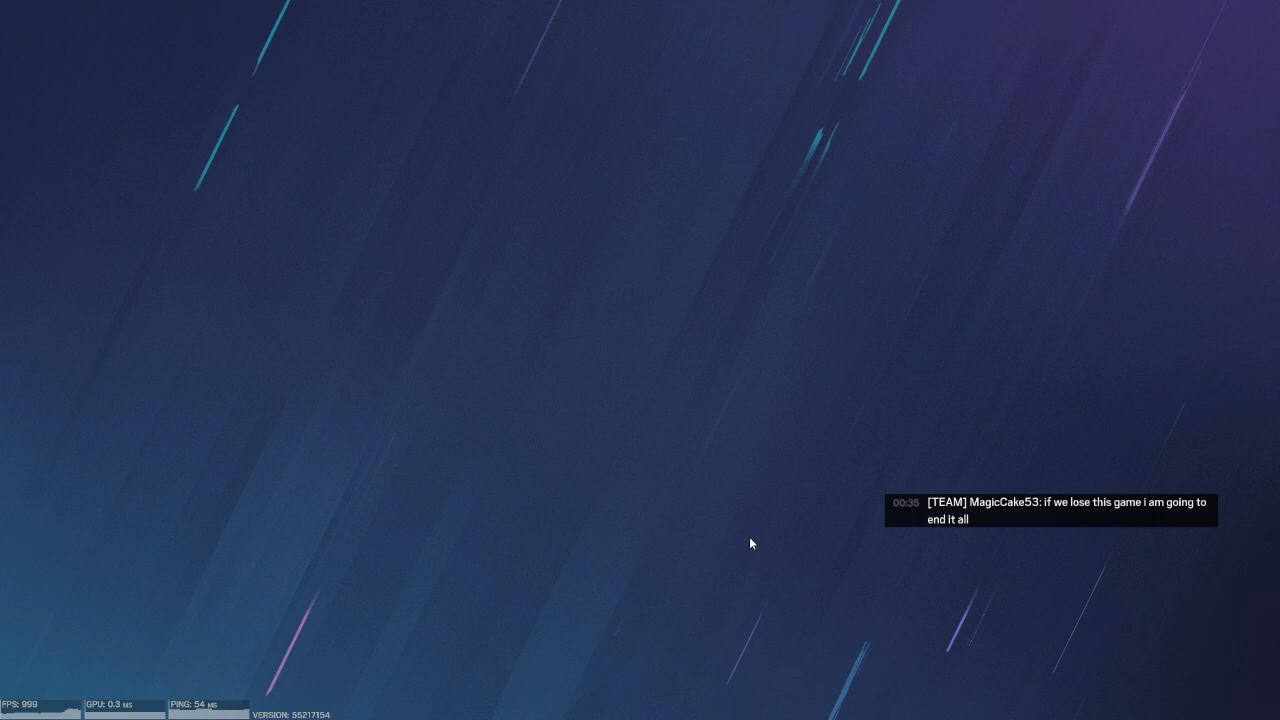 00:35 [TEAM] MagicCake53: if we lose this game i am going to
end it all
FPS: 999 GPU: 0.3 MS PING: 54 MS VERSION: 55217154